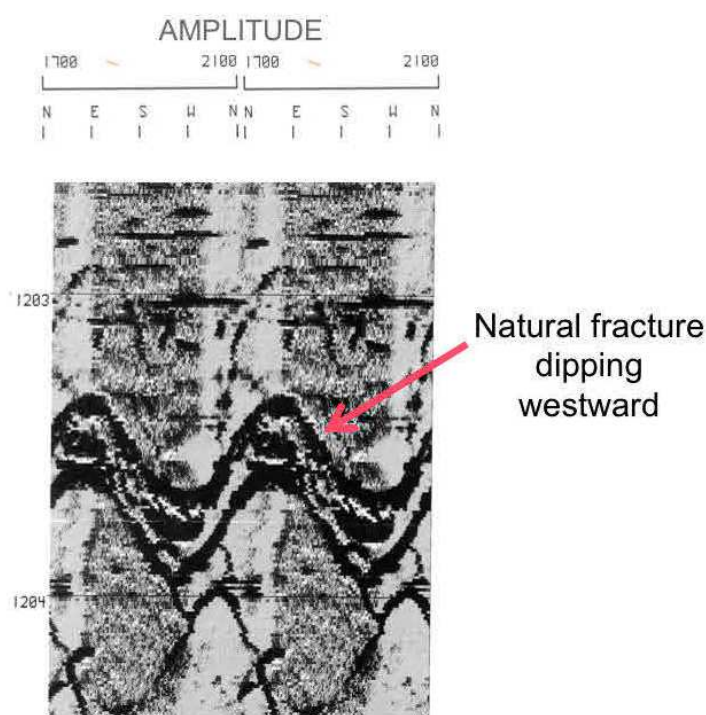 AMPLITUDE
1700 2100 1700 2100
N E S W N N E S W N
1203
Natural fracture
dipping
westward
1204